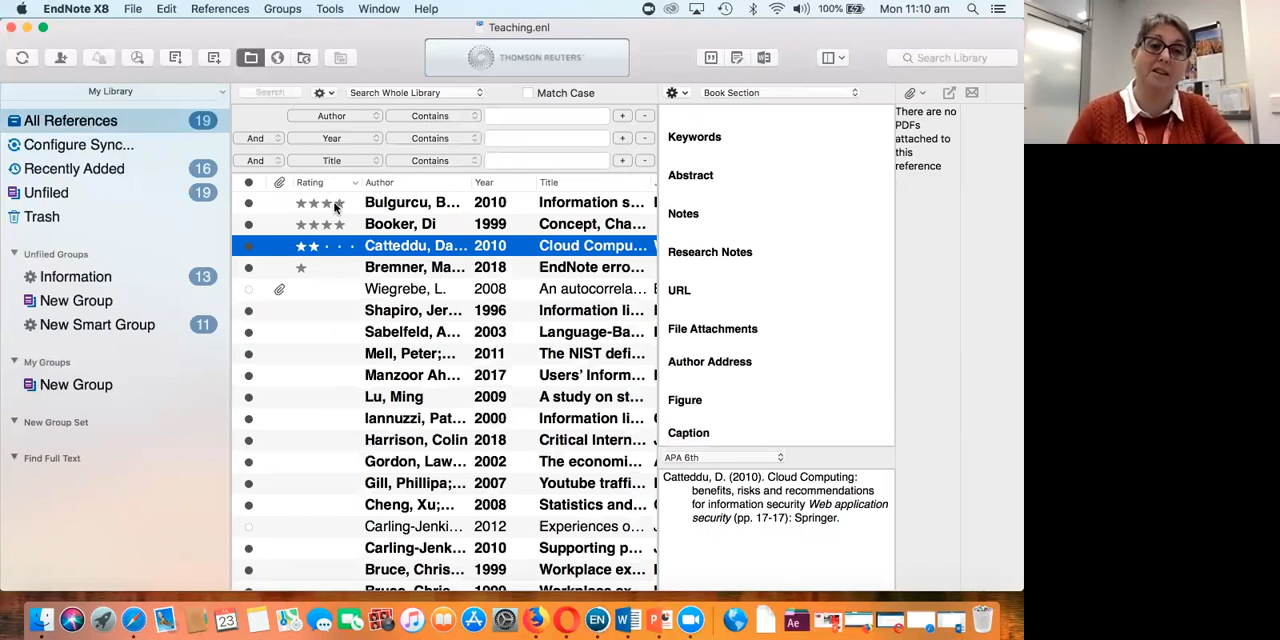 EndNote X8 File Edit References Groups Tools Window Help 100% Mon 11:10 am
Teaching.enl
THOMSON REUTERS Search Library
My Library Search Search Whole Library Match Case Book Section
All References 19 Author Contains + - There are no
Configure Sync... And Year Contains + - PDFs
Recently Added 16 And Title Contains + - attached to
Unfiled 19 this
Trash reference
Unfiled Groups
Information 13
New Group
New Smart Group 11
My Groups
New Group
New Group Set
Find Full Text
Rating Author Year Title
Bulgurcu, B... 2010 Information s...
Booker, Di 1999 Concept, Cha...
Catteddu, Da... 2010 Cloud Compu...
Bremner, Ma... 2018 EndNote erro...
Wiegrebe, L. 2008 An autocorrela...
Shapiro, Jer... 1996 Information li...
Sabelfeld, A... 2003 Language-Ba...
Mell, Peter;... 2011 The NIST defi...
Manzoor Ah... 2017 Users' Inform...
Lu, Ming 2009 A study on st...
Iannuzzi, Pat... 2000 Information li...
Harrison, Colin 2018 Critical Intern...
Gordon, Law... 2002 The economi...
Gill, Phillipa;... 2007 Youtube traffi...
Cheng, Xu;... 2008 Statistics and...
Carling-Jenki... 2012 Experiences o...
Carling-Jenk... 2010 Supporting p...
Bruce, Chris... 1999 Workplace ex...
Keywords
Abstract
Notes
Research Notes
URL
File Attachments
Author Address
Figure
Caption
APA 6th
Catteddu, D. (2010). Cloud Computing:
benefits, risks and recommendations
for information security Web application
security (pp. 17-17): Springer.
23
EN
W
P
Ae